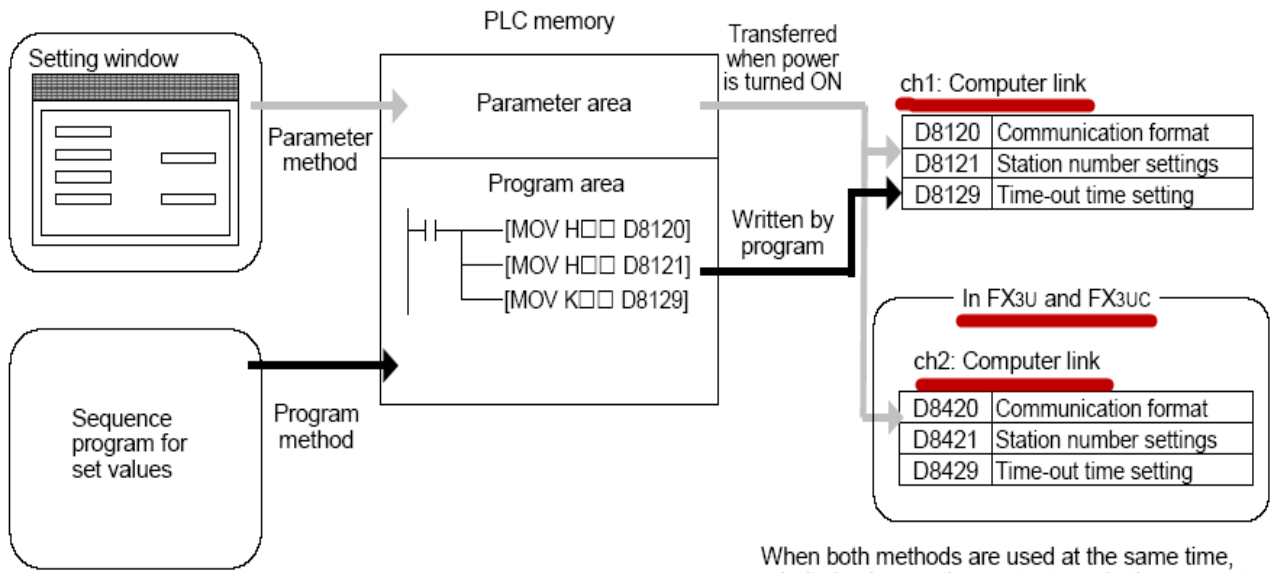 PLC memory
Setting window
Parameter
method
Parameter area
Transferred
when power
is turned ON
Program area
[MOV H□□ D8120]
[MOV H□□ D8121]
[MOV K□□ D8129]
Written by
program
Sequence
program for
set values
Program
method
ch1: Computer link
D8120 Communication format
D8121 Station number settings
D8129 Time-out time setting
In FX3U and FX3UC
ch2: Computer link
D8420 Communication format
D8421 Station number settings
D8429 Time-out time setting
When both methods are used at the same time,